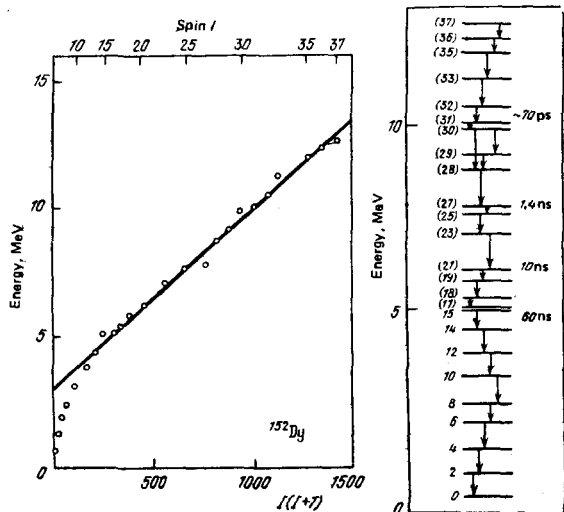 Spin I
10 15 20 25 30 35 37
15
10
5
0
Energy, MeV
¹⁵²Dy
500 1000 1500
I(I+1)
Energy, MeV
10
5
0
(37)
(36)
(35)
(33)
(32)
(31)
(30)
(29)
(28)
(27)
(25)
(23)
(21)
(19)
(18)
(17)
15
14
12
10
8
6
4
2
0
~70 ps
1,4 ns
10 ns
60 ns